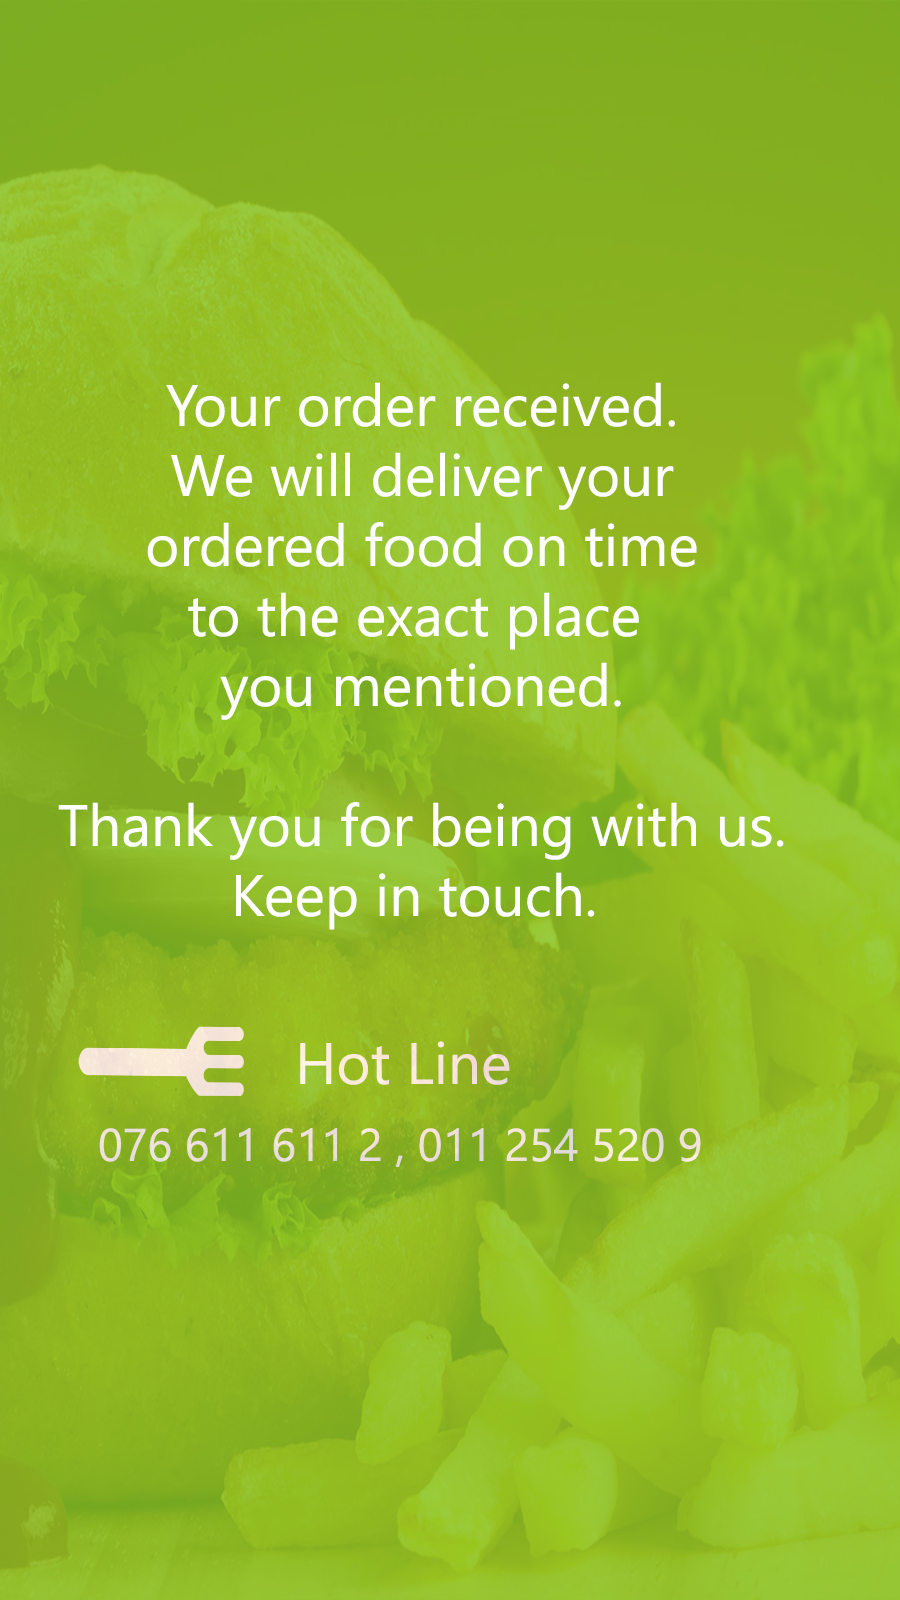 Your order received.
We will deliver your
ordered food on time
to the exact place
you mentioned.
Thank you for being with us.
Keep in touch.
Hot Line
076 611 611 2 , 011 254 520 9